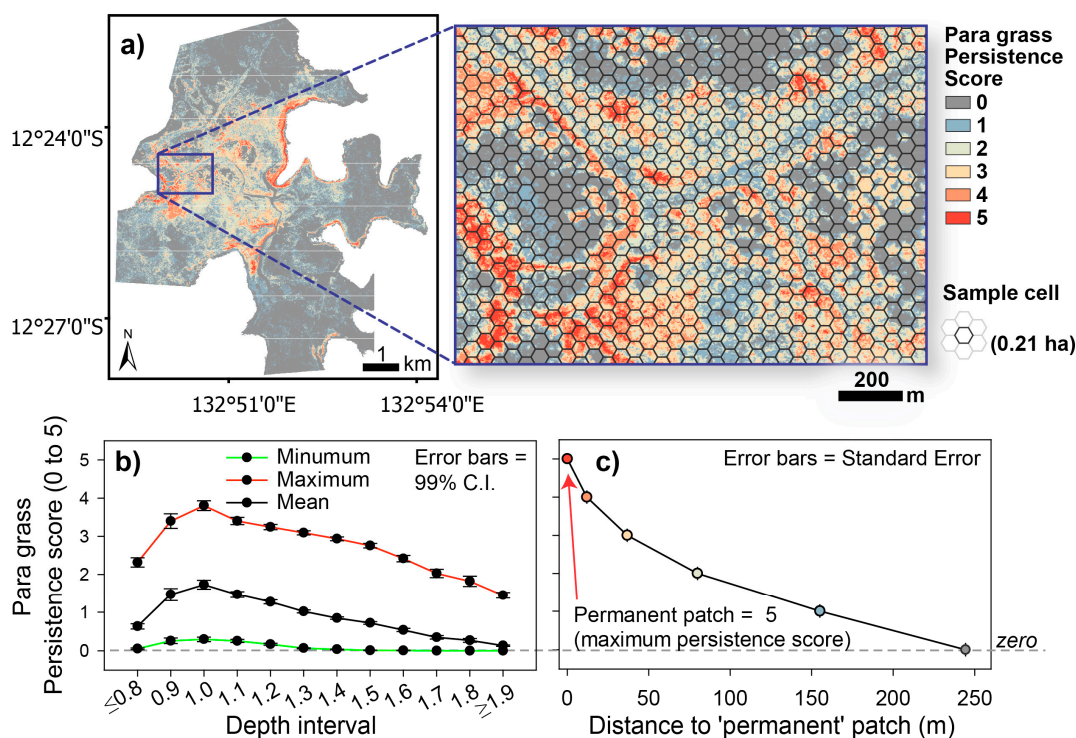 a)
12°24'0"S
12°27'0"S
N
1
km
132°51'0"E
132°54'0"E
Para grass
Persistence
Score
0
1
2
3
4
5
Sample cell
(0.21 ha)
200
m
b)
Minumum
Maximum
Mean
Error bars =
99% C.I.
Para grass
Persistence score (0 to 5)
5
4
3
2
1
0
≤0.8
0.9
1.0
1.1
1.2
1.3
1.4
1.5
1.6
1.7
1.8
≥1.9
Depth interval
c)
Error bars = Standard Error
Permanent patch = 5
(maximum persistence score)
zero
0
50
100
150
200
250
Distance to 'permanent' patch (m)